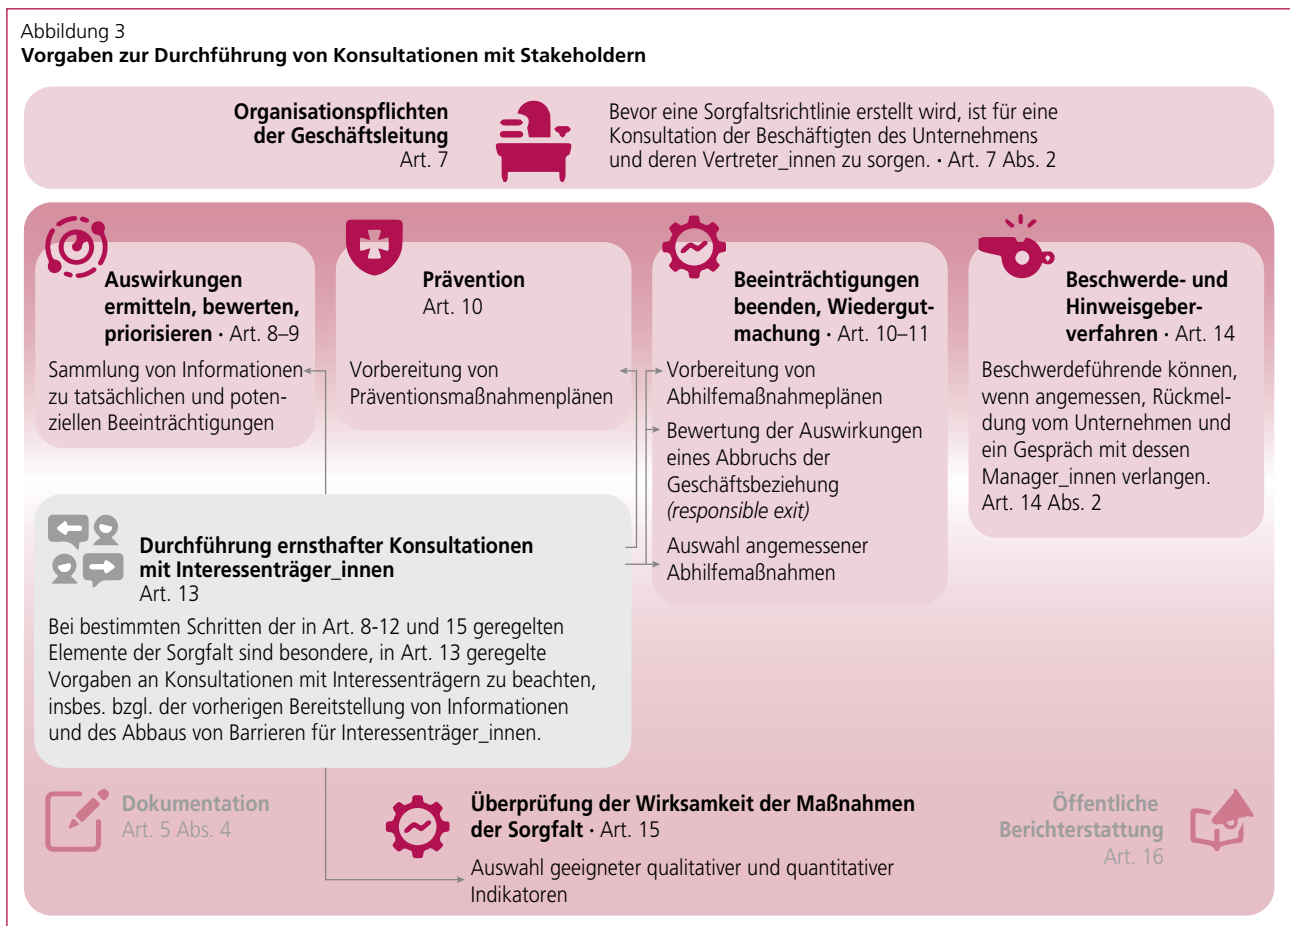 Abbildung 3
Vorgaben zur Durchführung von Konsultationen mit Stakeholdern
Organisationspflichten
der Geschäftsleitung
Art. 7
Bevor eine Sorgfaltsrichtlinie erstellt wird, ist für eine
Konsultation der Beschäftigten des Unternehmens
und deren Vertreter_innen zu sorgen. · Art. 7 Abs. 2
Auswirkungen
ermitteln, bewerten,
priorisieren · Art. 8–9
Sammlung von Informationen
zu tatsächlichen und poten-
ziellen Beeinträchtigungen
Prävention
Art. 10
Vorbereitung von
Präventionsmaßnahmenplänen
Beeinträchtigungen
beenden, Wiedergut-
machung · Art. 10–11
Vorbereitung von
Abhilfemaßnahmeplänen
Bewertung der Auswirkungen
eines Abbruchs der
Geschäftsbeziehung
(responsible exit)
Auswahl angemessener
Abhilfemaßnahmen
Beschwerde- und
Hinweisgeber-
verfahren · Art. 14
Beschwerdeführende können,
wenn angemessen, Rückmel-
dung vom Unternehmen und
ein Gespräch mit dessen
Manager_innen verlangen.
Art. 14 Abs. 2
Durchführung ernsthafter Konsultationen
mit Interessenträger_innen
Art. 13
Bei bestimmten Schritten der in Art. 8-12 und 15 geregelten
Elemente der Sorgfalt sind besondere, in Art. 13 geregelte
Vorgaben an Konsultationen mit Interessenträgern zu beachten,
insbes. bzgl. der vorherigen Bereitstellung von Informationen
und des Abbaus von Barrieren für Interessenträger_innen.
Dokumentation
Art. 5 Abs. 4
Überprüfung der Wirksamkeit der Maßnahmen
der Sorgfalt · Art. 15
Auswahl geeigneter qualitativer und quantitativer
Indikatoren
Öffentliche
Berichterstattung
Art. 16